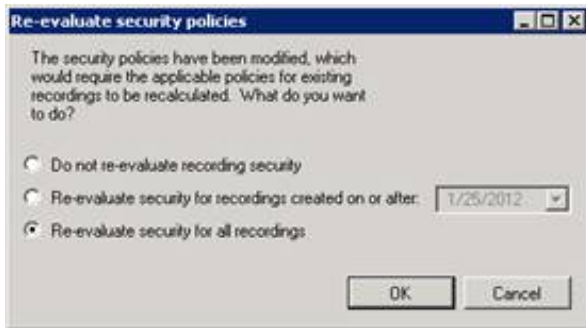 Re-evaluate security policies
The security policies have been modified, which
would require the applicable policies for existing
recordings to be recalculated. What do you want
to do?
Do not re-evaluate recording security
Re-evaluate security for recordings created on or after: 1/25/2012
Re-evaluate security for all recordings
OK Cancel